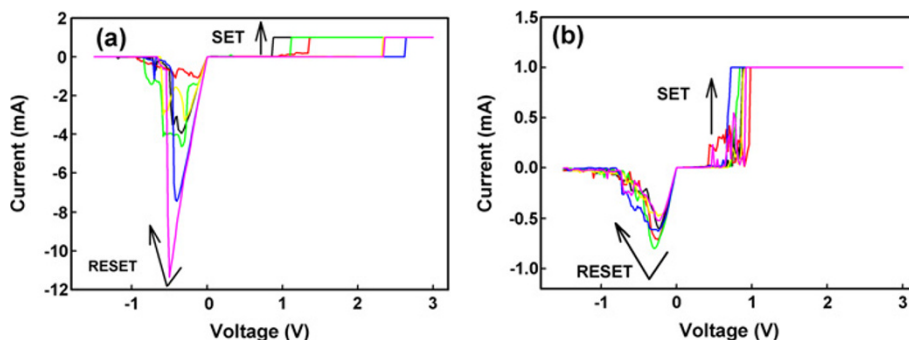 (a)
SET
RESET
Current (mA)
2
0
-2
-4
-6
-8
-10
-12
-1
0
1
2
3
Voltage (V)
(b)
SET
RESET
Current (mA)
1.0
0.5
0.0
-0.5
-1.0
-1
0
1
2
3
Voltage (V)